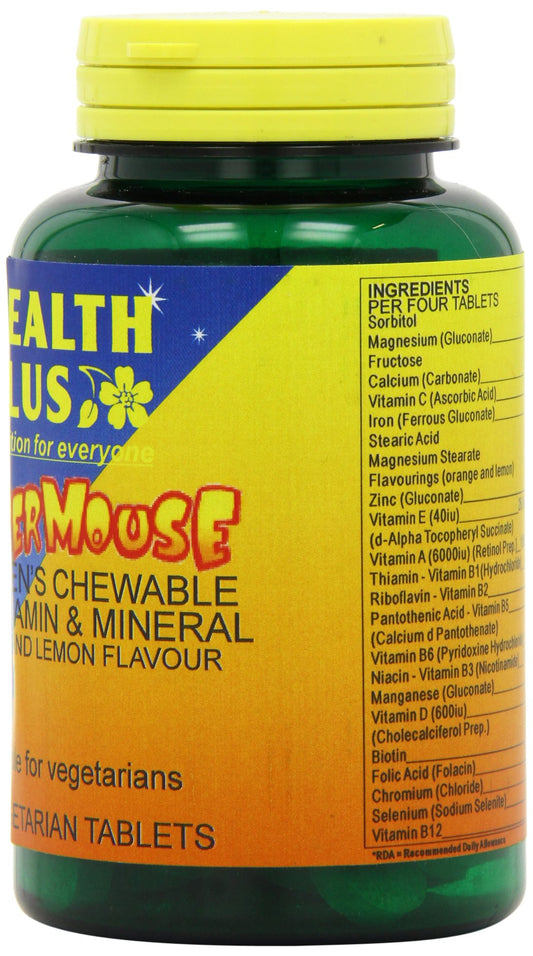 EALTH
LUS
tion for everyone
ERMOUSE
EN'S CHEWABLE
AMIN & MINERAL
ND LEMON FLAVOUR
e for vegetarians
ETARIAN TABLETS
INGREDIENTS
PER FOUR TABLETS
Sorbitol
Magnesium (Gluconate)
Fructose
Calcium (Carbonate)
Vitamin C (Ascorbic Acid)
Iron (Ferrous Gluconate)
Stearic Acid
Magnesium Stearate
Flavourings (orange and lemon)
Zinc (Gluconate)
Vitamin E (40iu)
(d-Alpha Tocopheryl Succinate)
Vitamin A (6000iu) (Retinol Prep.)
Thiamin - Vitamin B1 (Hydrochloride)
Riboflavin - Vitamin B2
Pantothenic Acid - Vitamin B5
(Calcium d Pantothenate)
Vitamin B6 (Pyridoxine Hydrochloride)
Niacin - Vitamin B3 (Nicotinamide)
Manganese (Gluconate)
Vitamin D (600iu)
(Cholecalciferol Prep.)
Biotin
Folic Acid (Folacin)
Chromium (Chloride)
Selenium (Sodium Selenite)
Vitamin B12
*RDA = Recommended Daily Allowance